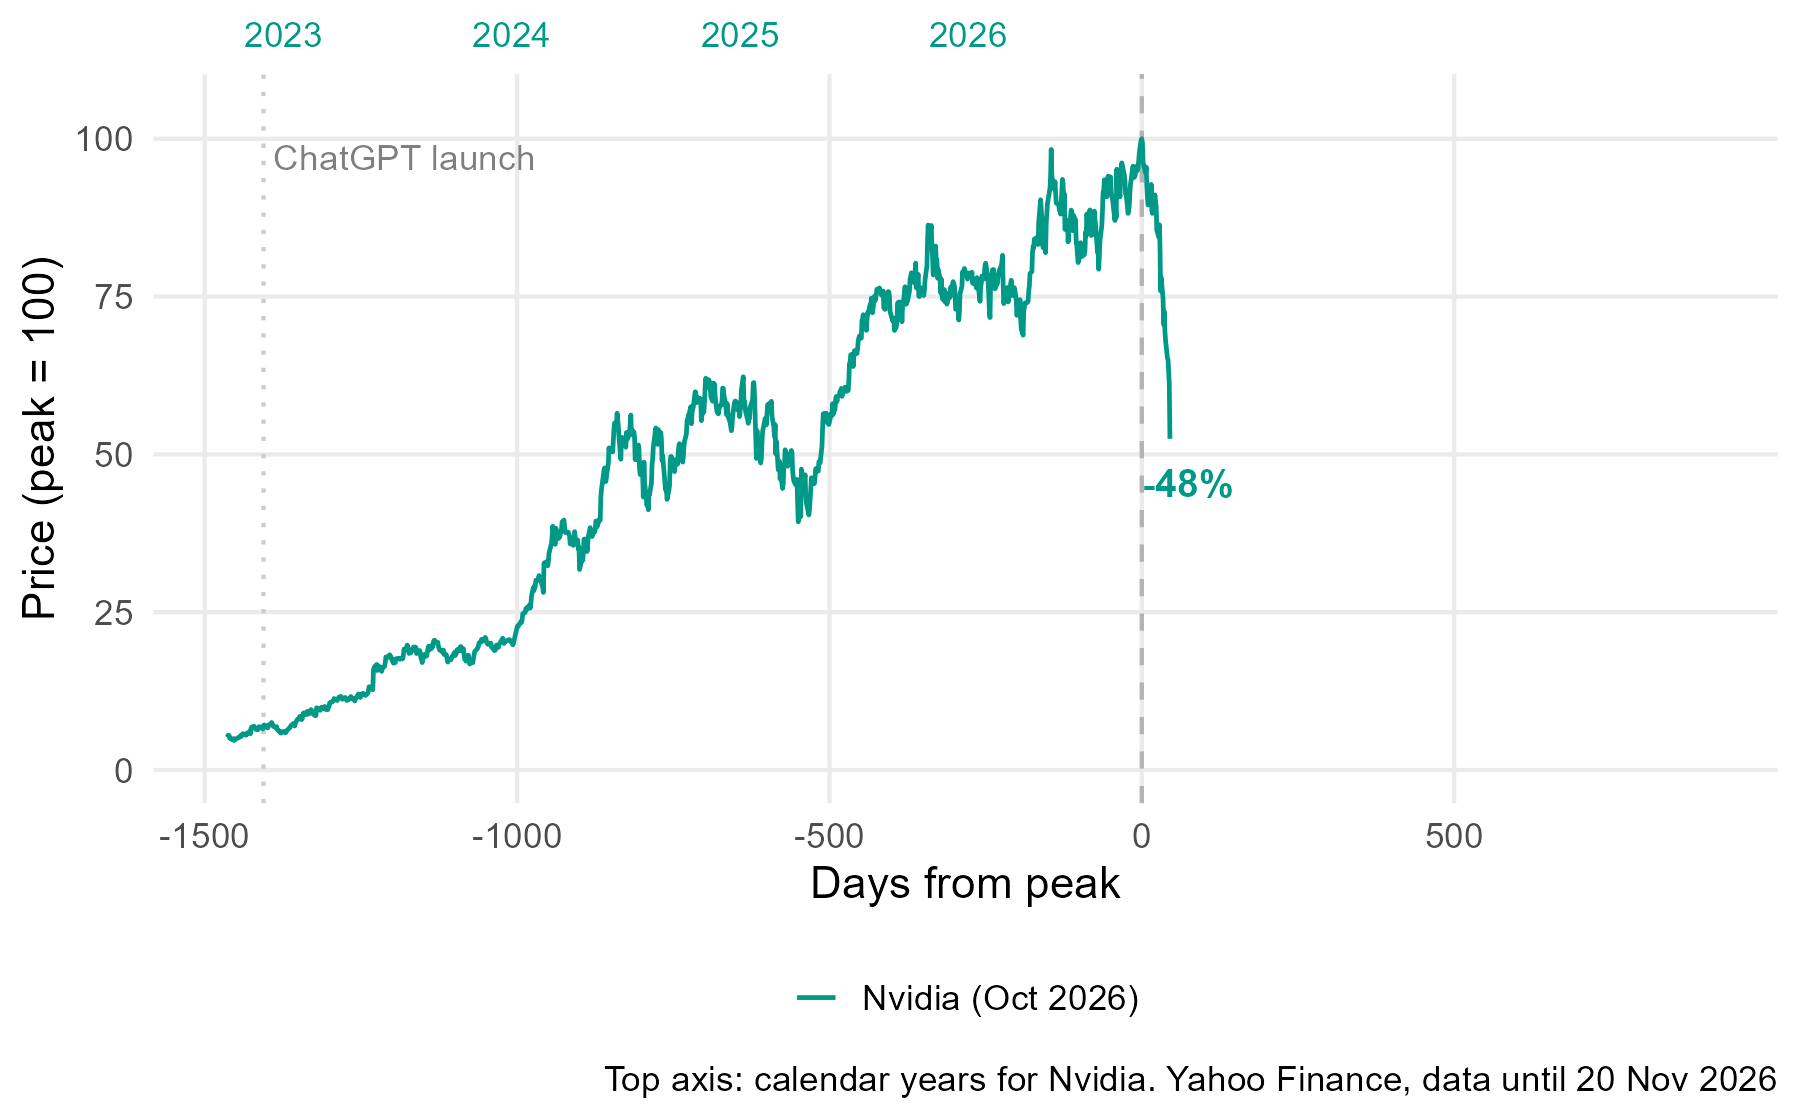 2023 2024 2025 2026
100
ChatGPT launch
75
50
-48%
25
0
Price (peak = 100)
-1500 -1000 -500 0 500
Days from peak
Nvidia (Oct 2026)
Top axis: calendar years for Nvidia. Yahoo Finance, data until 20 Nov 2026